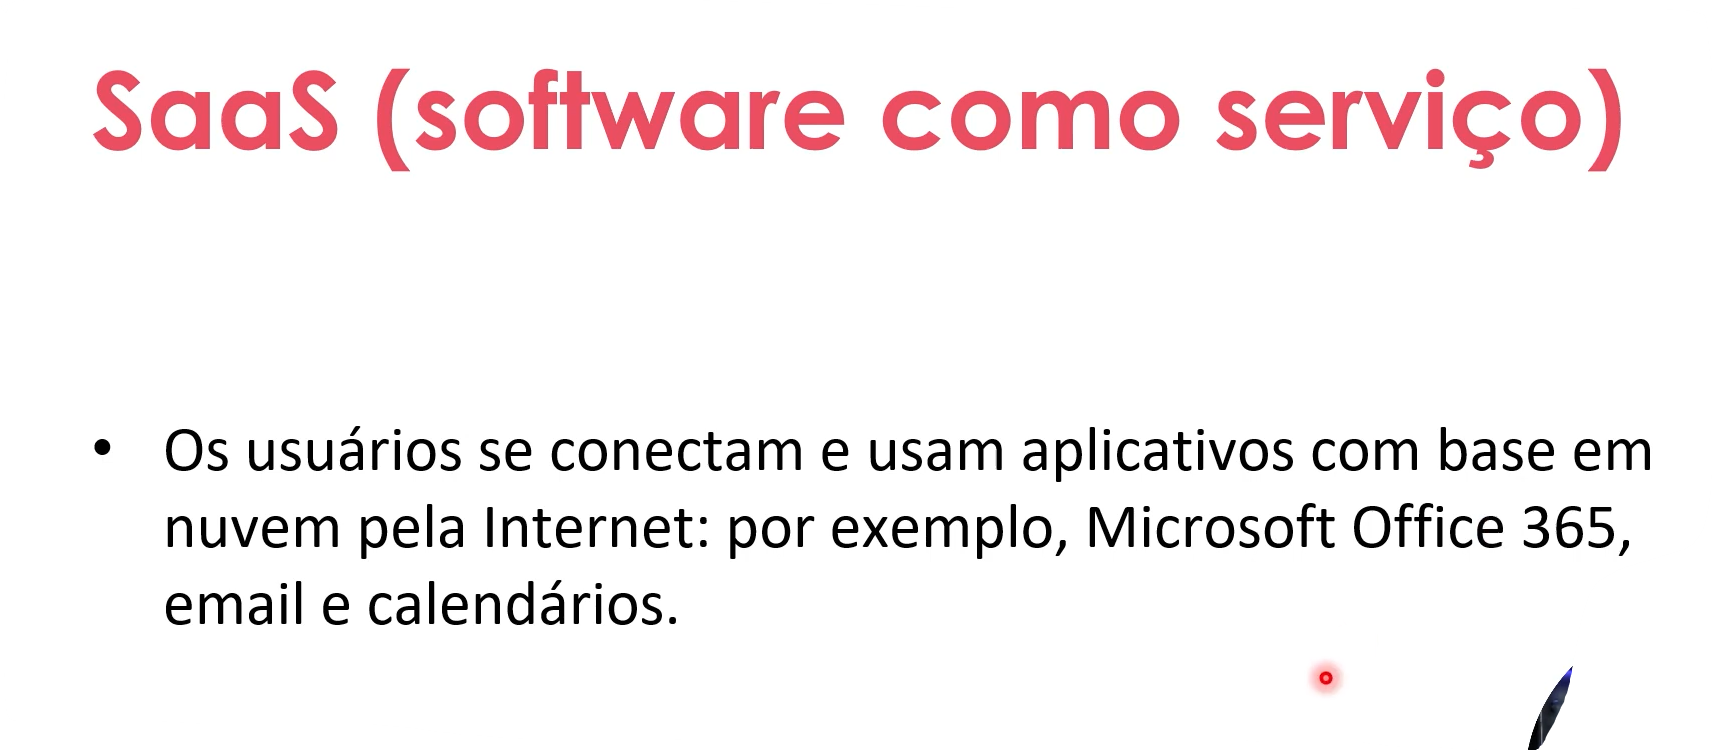 SaaS (software como serviço)
• Os usuários se conectam e usam aplicativos com base em
nuvem pela Internet: por exemplo, Microsoft Office 365,
email e calendários.